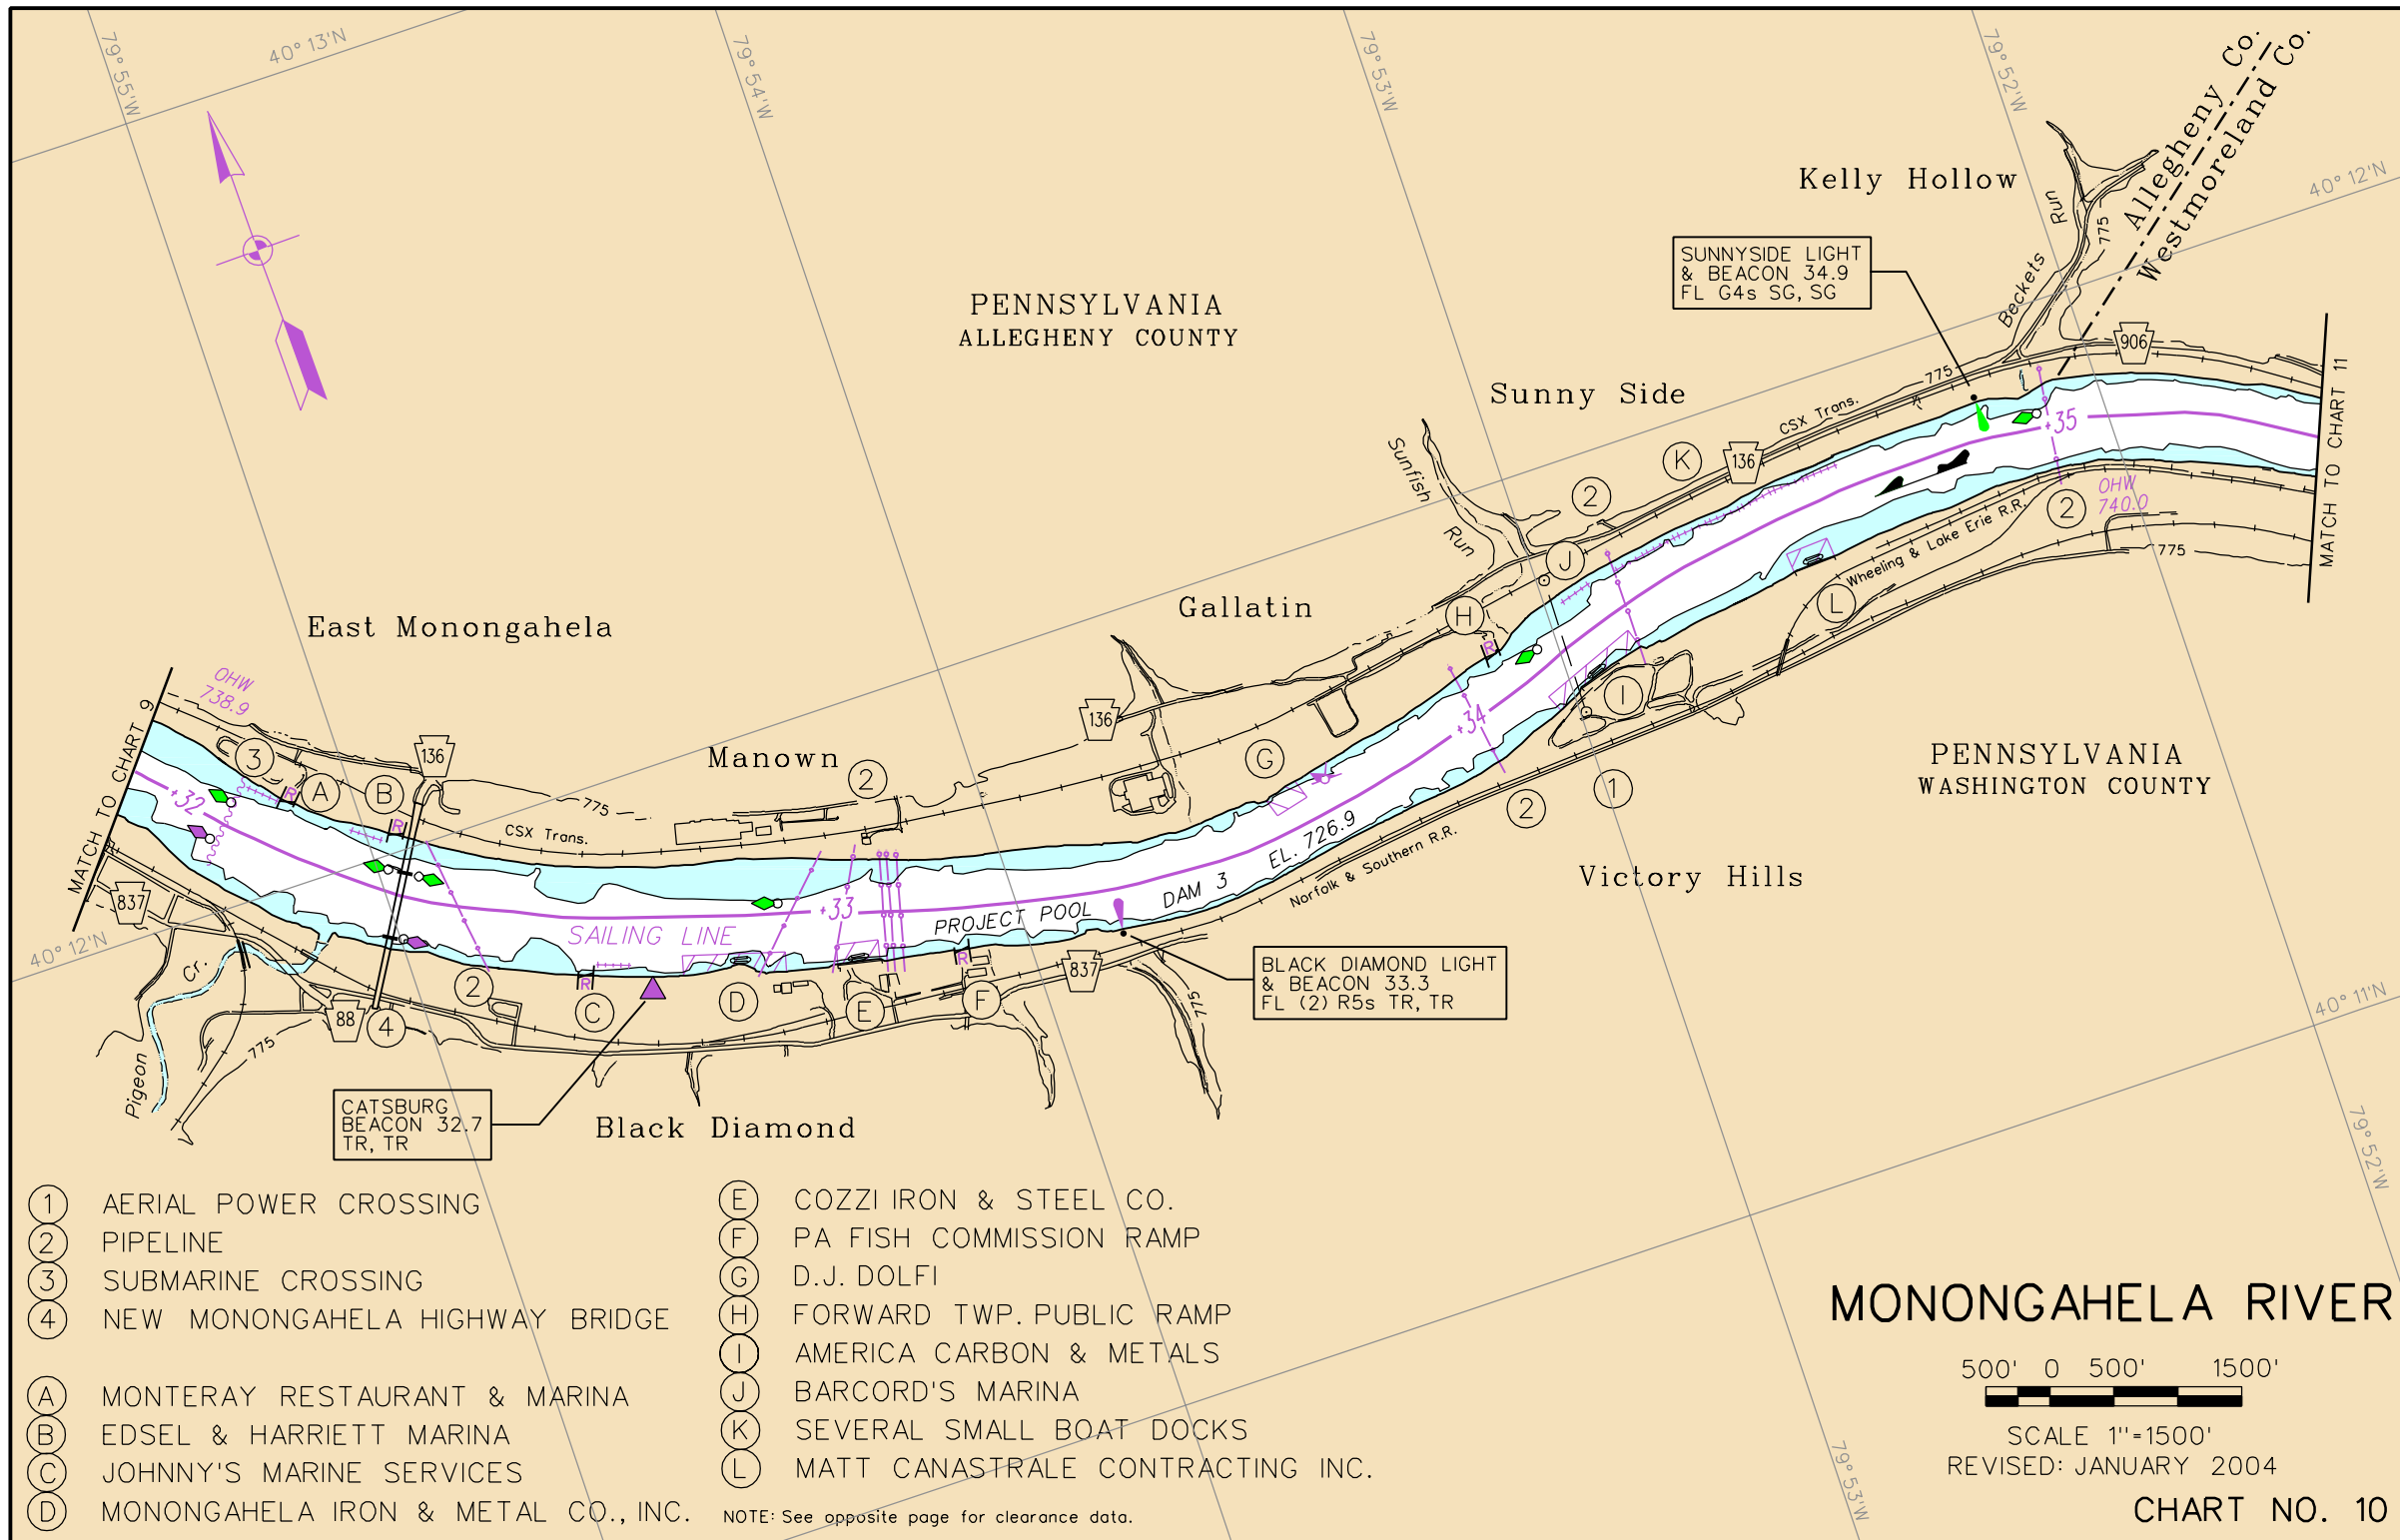 79° 55'W
40° 13'N
79° 54'W
79° 53'W
79° 52'W
Allegheny Co.
Westmoreland Co.
40° 12'N
Kelly Hollow
Beckets Run
775
SUNNYSIDE LIGHT
& BEACON 34.9
FL G4s SG, SG
PENNSYLVANIA
ALLEGHENY COUNTY
906
MATCH TO CHART 11
Sunny Side
775
CSX Trans.
+35
Sunfish Run
K
136
2
OHW
740.0
2
J
Wheeling & Lake Erie R.R.
775
Gallatin
H
R
L
East Monongahela
I
OHW
738.9
MATCH TO CHART 9
136
+34
3
136
Manown
G
PENNSYLVANIA
WASHINGTON COUNTY
A
B
R
R
775
2
2
1
+32
CSX Trans.
EL. 726.9
Norfolk & Southern R.R.
Victory Hills
837
+33
PROJECT POOL
DAM 3
SAILING LINE
40° 12'N
Cr.
Pigeon
R
R
2
C
D
E
F
837
775
88
4
775
BLACK DIAMOND LIGHT
& BEACON 33.3
FL (2) R5s TR, TR
40° 11'N
CATSBURG
BEACON 32.7
TR, TR
Black Diamond
79° 52'W
1 AERIAL POWER CROSSING
2 PIPELINE
3 SUBMARINE CROSSING
4 NEW MONONGAHELA HIGHWAY BRIDGE
A MONTERAY RESTAURANT & MARINA
B EDSEL & HARRIETT MARINA
C JOHNNY'S MARINE SERVICES
D MONONGAHELA IRON & METAL CO., INC.
E COZZI IRON & STEEL CO.
F PA FISH COMMISSION RAMP
G D.J. DOLFI
H FORWARD TWP. PUBLIC RAMP
I AMERICA CARBON & METALS
J BARCORD'S MARINA
K SEVERAL SMALL BOAT DOCKS
L MATT CANASTRALE CONTRACTING INC.
NOTE: See opposite page for clearance data.
79° 53'W
MONONGAHELA RIVER
500' 0 500' 1500'
SCALE 1"=1500'
REVISED: JANUARY 2004
CHART NO. 10